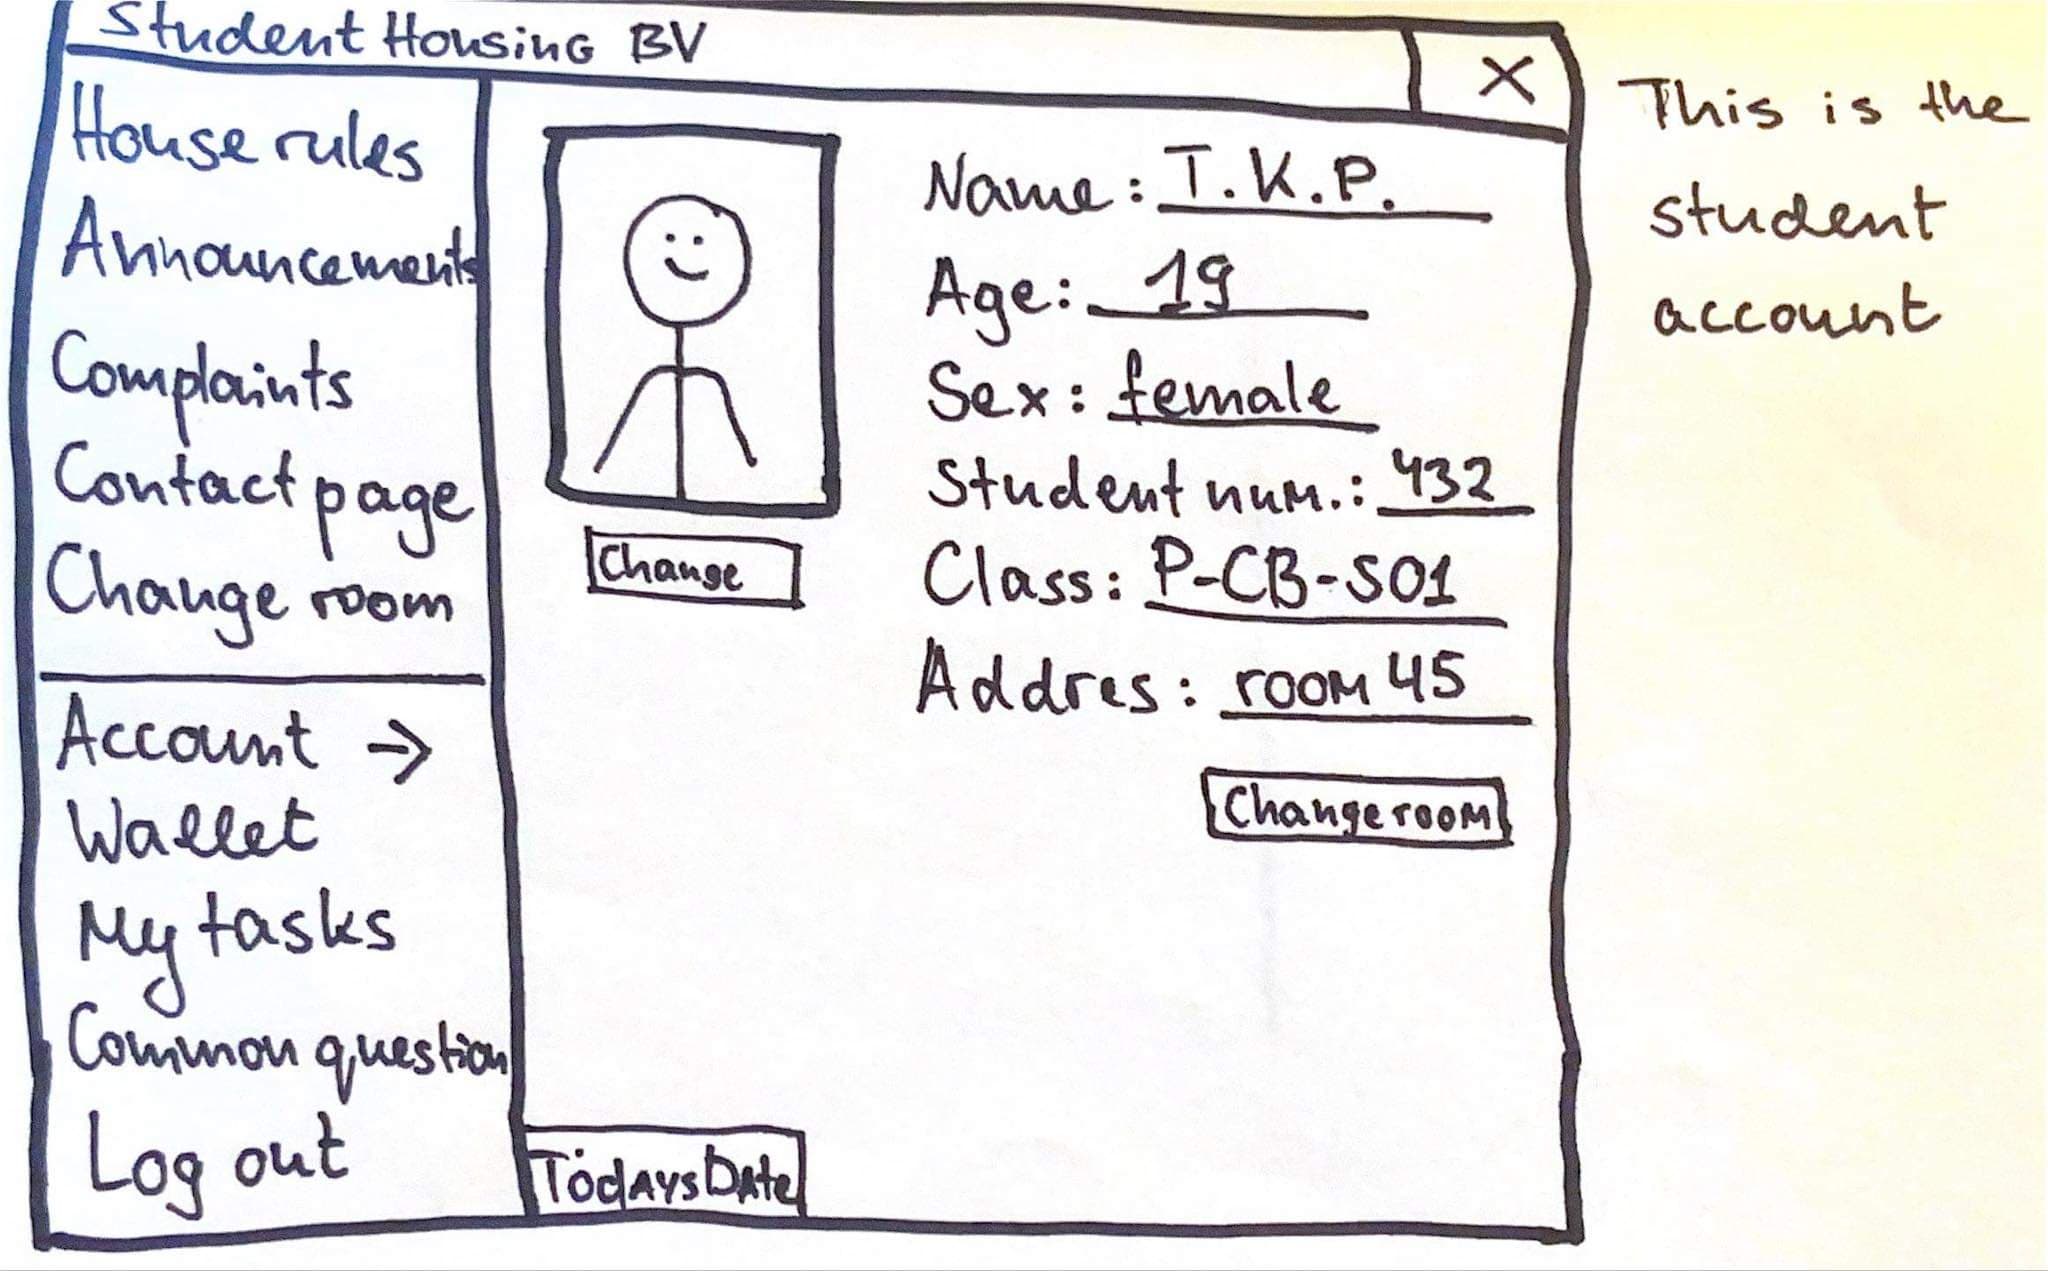 Student Housing BV
X
House rules
Announcements
Complaints
Contact page
Change room
Account →
Wallet
My tasks
Common question
Log out
Change
Name: T.K.P.
Age: 19
Sex: female
Student num.: 432
Class: P-CB-S01
Addres: room 45
Change room
Todays Date
This is the
student
account